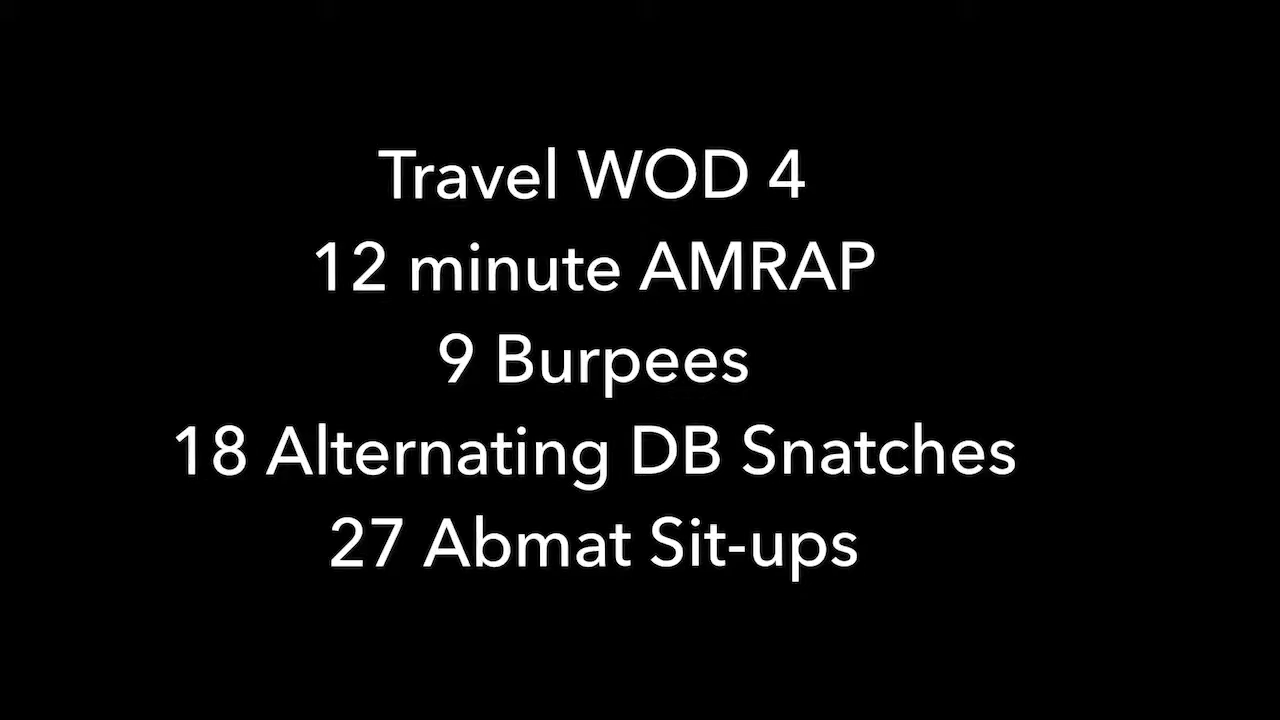 Travel WOD 4
12 minute AMRAP
9 Burpees
18 Alternating DB Snatches
27 Abmat Sit-ups